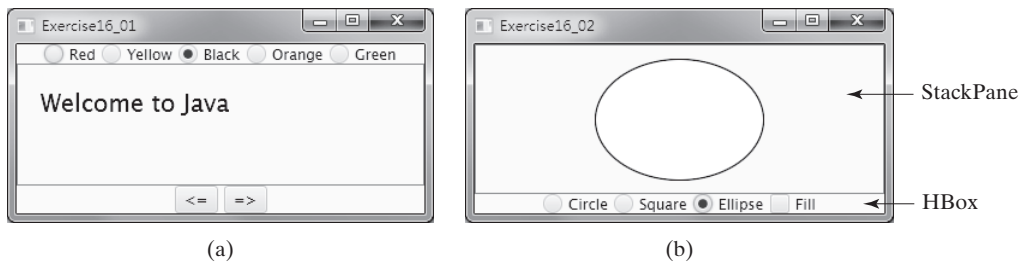 Exercise16_01
Red Yellow Black Orange Green
Welcome to Java
<= =>
(a)
Exercise16_02
StackPane
Circle Square Ellipse Fill
HBox
(b)